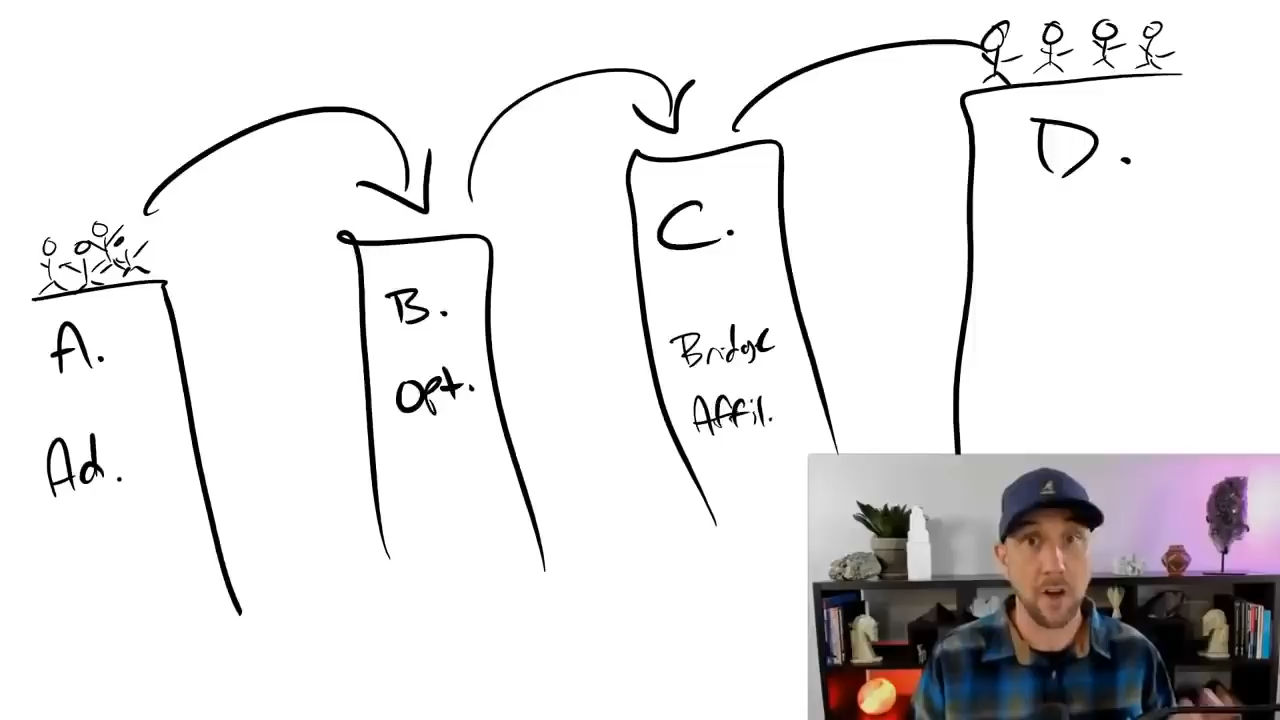 A.
Ad.
B.
Opt.
C.
Bridge
Affil.
D.